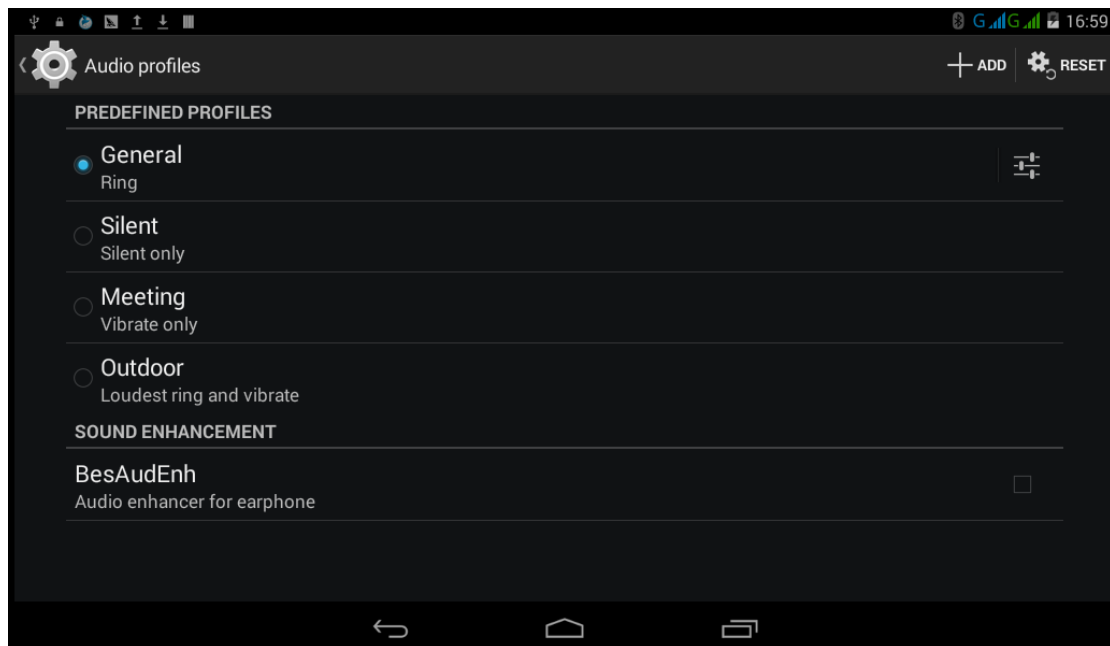 G G 16:59
Audio profiles ADD RESET
PREDEFINED PROFILES
General
Ring
Silent
Silent only
Meeting
Vibrate only
Outdoor
Loudest ring and vibrate
SOUND ENHANCEMENT
BesAudEnh
Audio enhancer for earphone